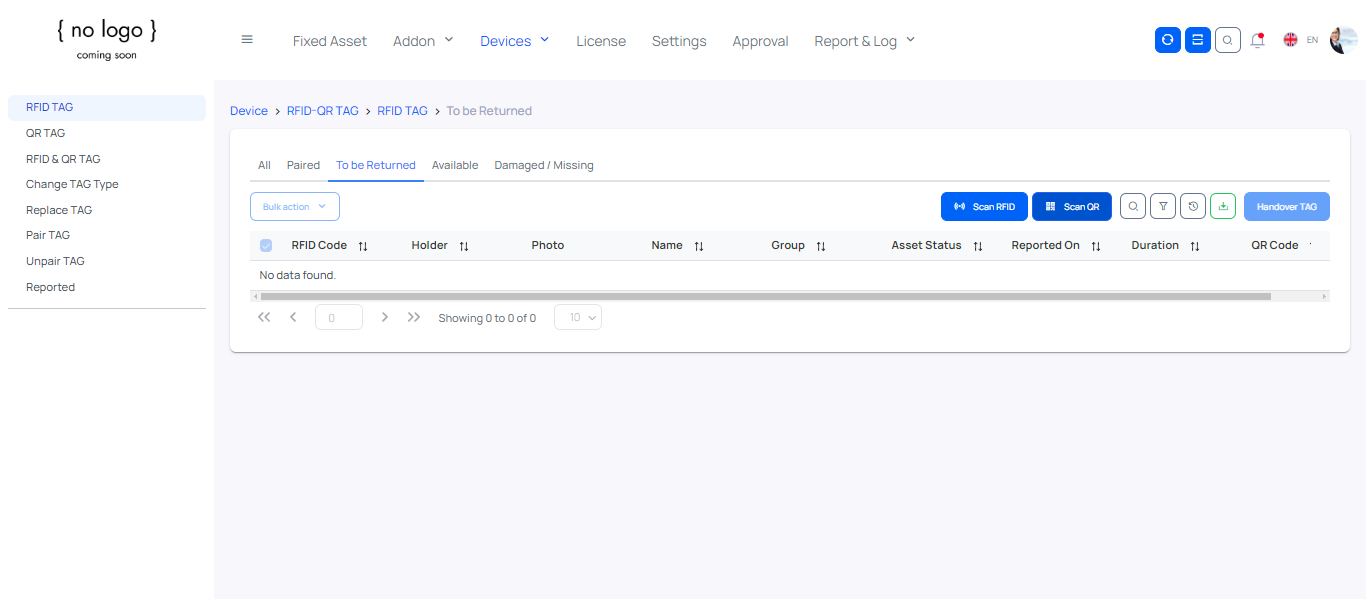 { no logo }
coming soon
Fixed Asset Addon Devices License Settings Approval Report & Log EN
RFID TAG
QR TAG
RFID & QR TAG
Change TAG Type
Replace TAG
Pair TAG
Unpair TAG
Reported
Device > RFID-QR TAG > RFID TAG > To be Returned
All Paired To be Returned Available Damaged / Missing
Bulk action Scan RFID Scan QR Handover TAG
RFID Code Holder Photo Name Group Asset Status Reported On Duration QR Code
No data found.
0 Showing 0 to 0 of 0 10